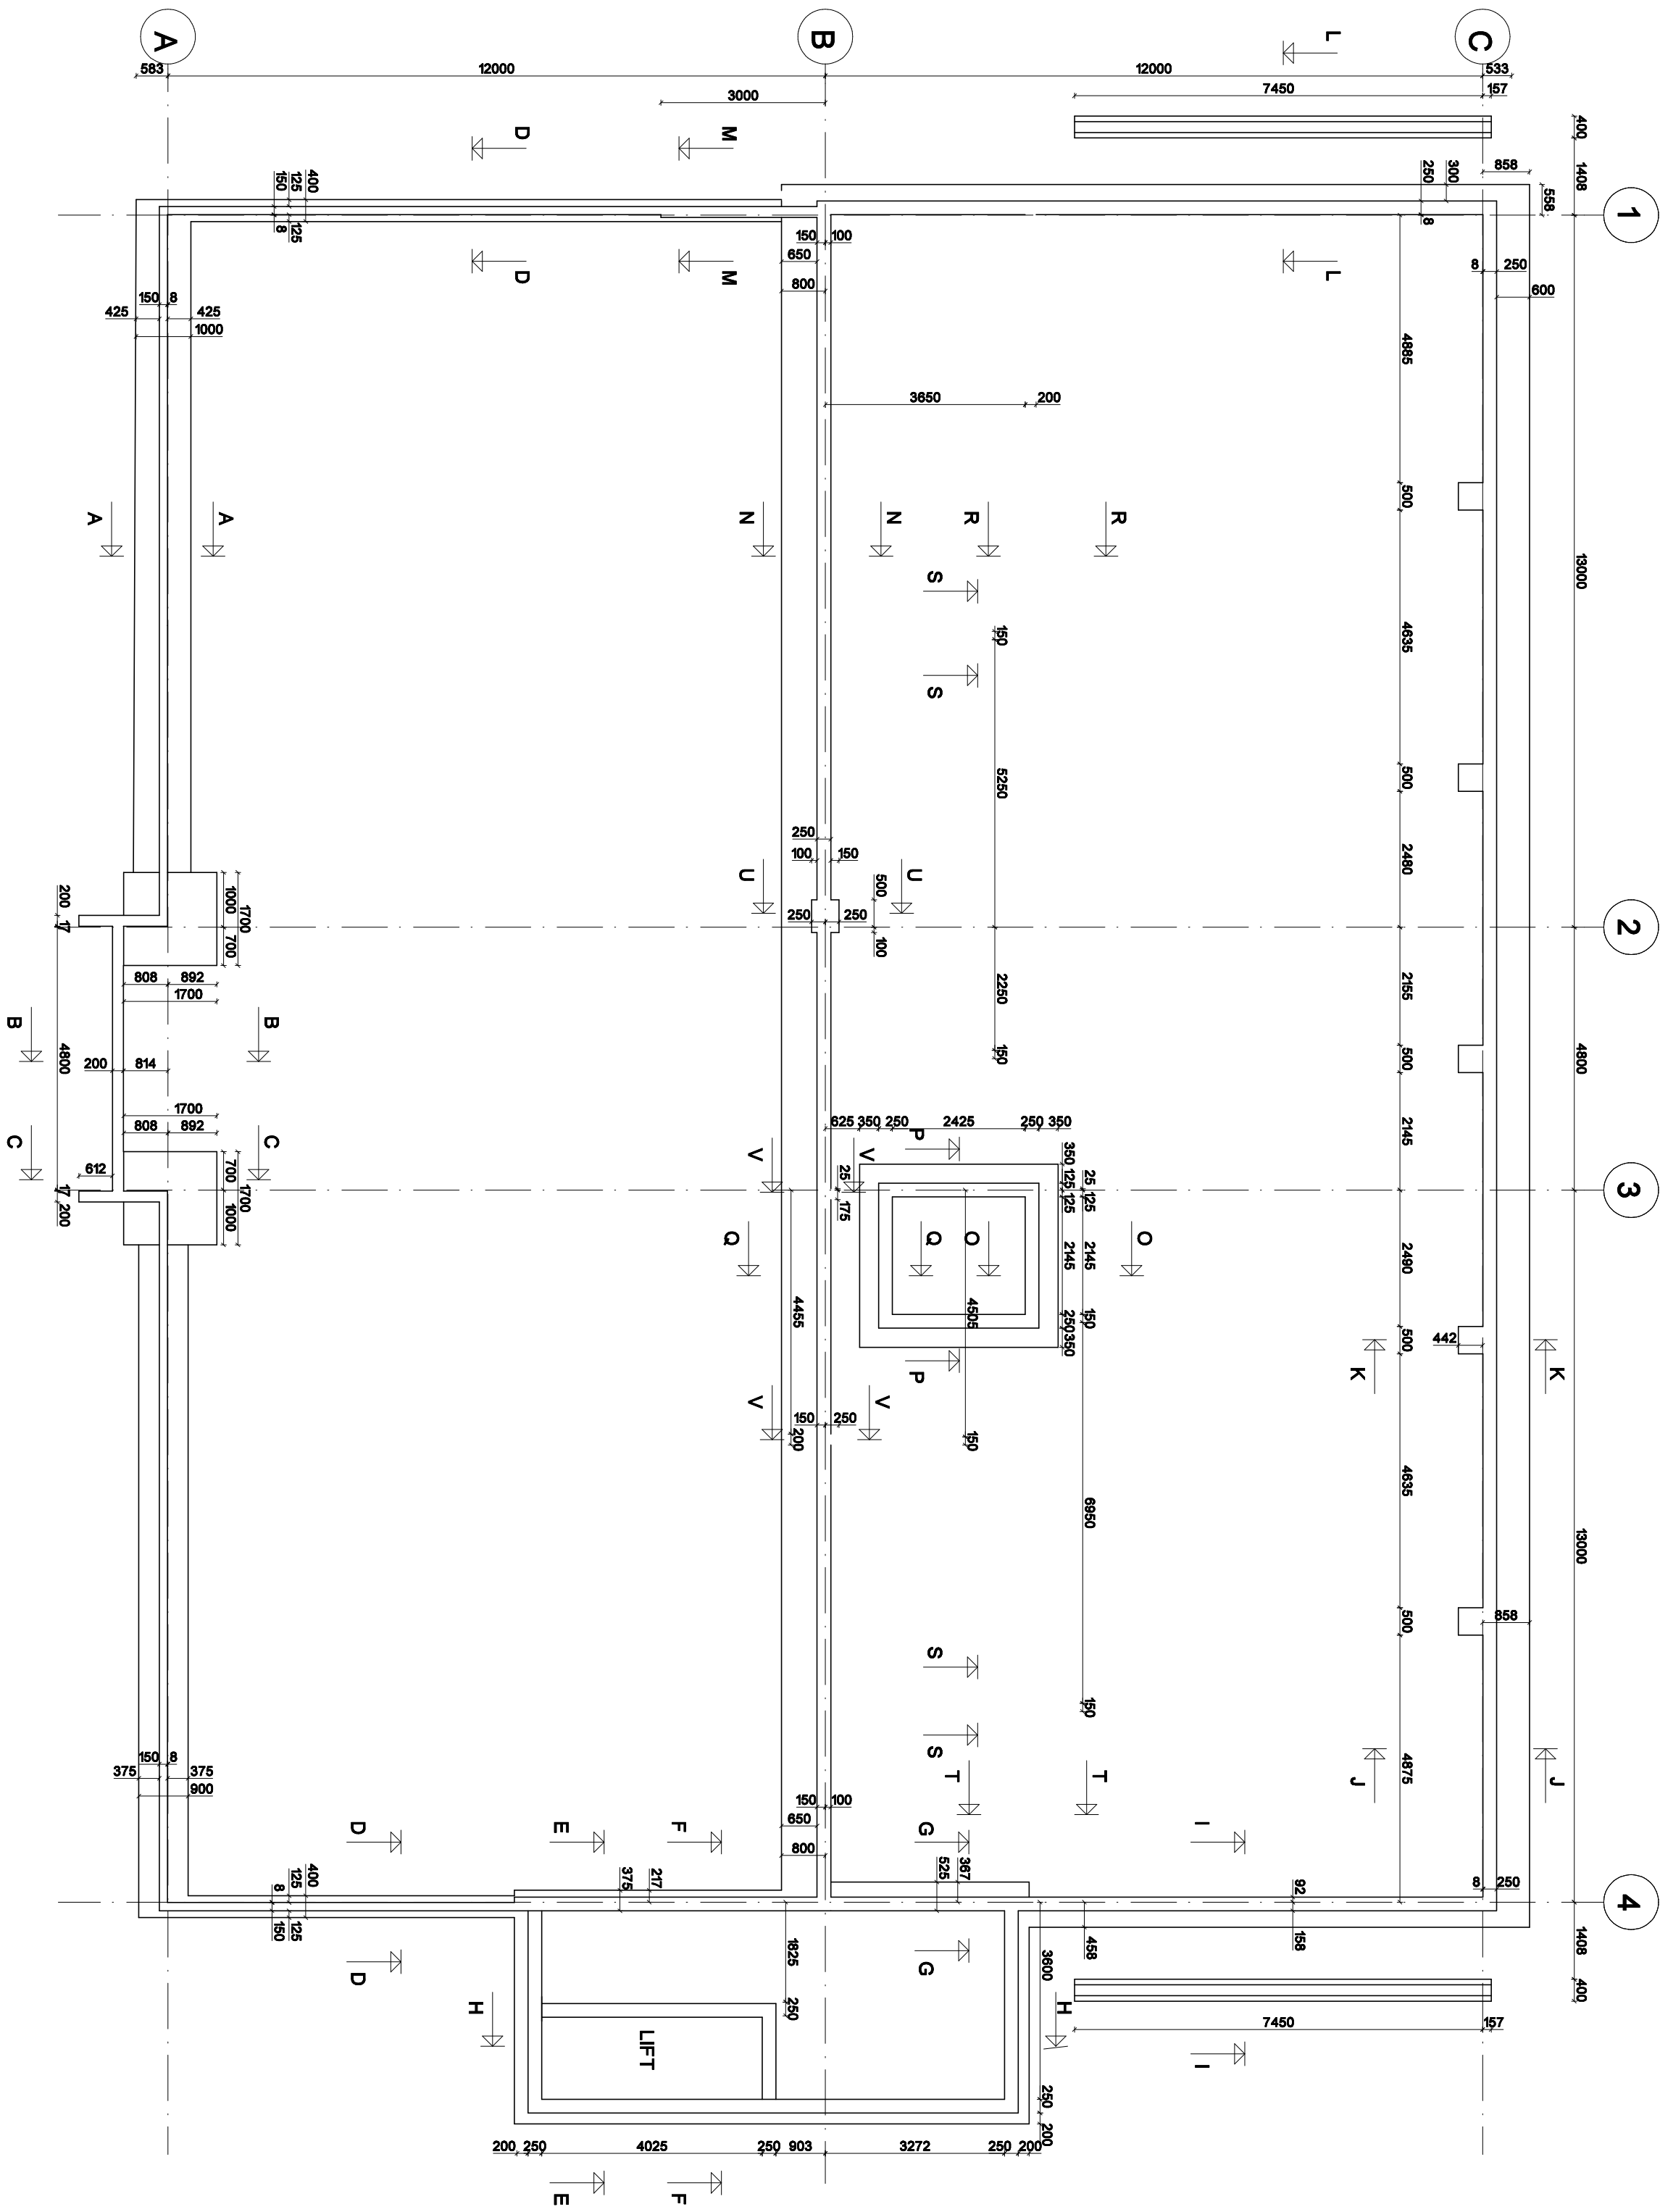 A
B
C
583
12000
12000
533
L
7450
157
3000
400
D
M
1408
858
300
250
558
400
125
150
1
8
125
8
150
100
650
800
D
M
L
8
250
600
150
8
425
425
1000
4885
3650
200
A
A
N
N
R
R
500
13000
S
150
4635
S
5250
500
250
100
150
2480
U
U
500
200
1000
1700
250
250
17
700
100
2
808
892
1700
2250
2155
B
B
4800
200
814
150
500
4800
1700
625
350
250
2425
250
350
2145
808
892
P
C
C
V
V
612
700
1700
25
350
125
25
125
125
3
17
200
1000
175
Q
Q
O
O
2145
2145
2490
4455
4505
150
250
350
500
442
K
K
P
V
V
150
250
200
150
4635
6950
13000
500
858
S
150
S
150
8
375
375
900
T
T
J
J
4875
150
100
D
E
F
650
G
I
800
400
125
8
375
217
525
367
92
8
250
150
125
4
158
1825
458
3600
1408
D
G
400
H
250
H
LIFT
7450
157
I
250
200
200
250
4025
250
903
3272
250
200
E
F